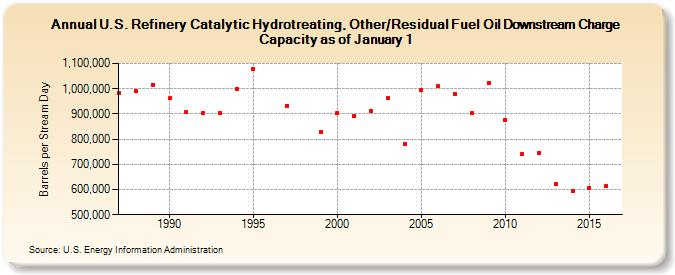 Annual U.S. Refinery Catalytic Hydrotreating, Other/Residual Fuel Oil Downstream Charge
Capacity as of January 1
Barrels per Stream Day
1,100,000
1,000,000
900,000
800,000
700,000
600,000
500,000
1990 1995 2000 2005 2010 2015
Source: U.S. Energy Information Administration